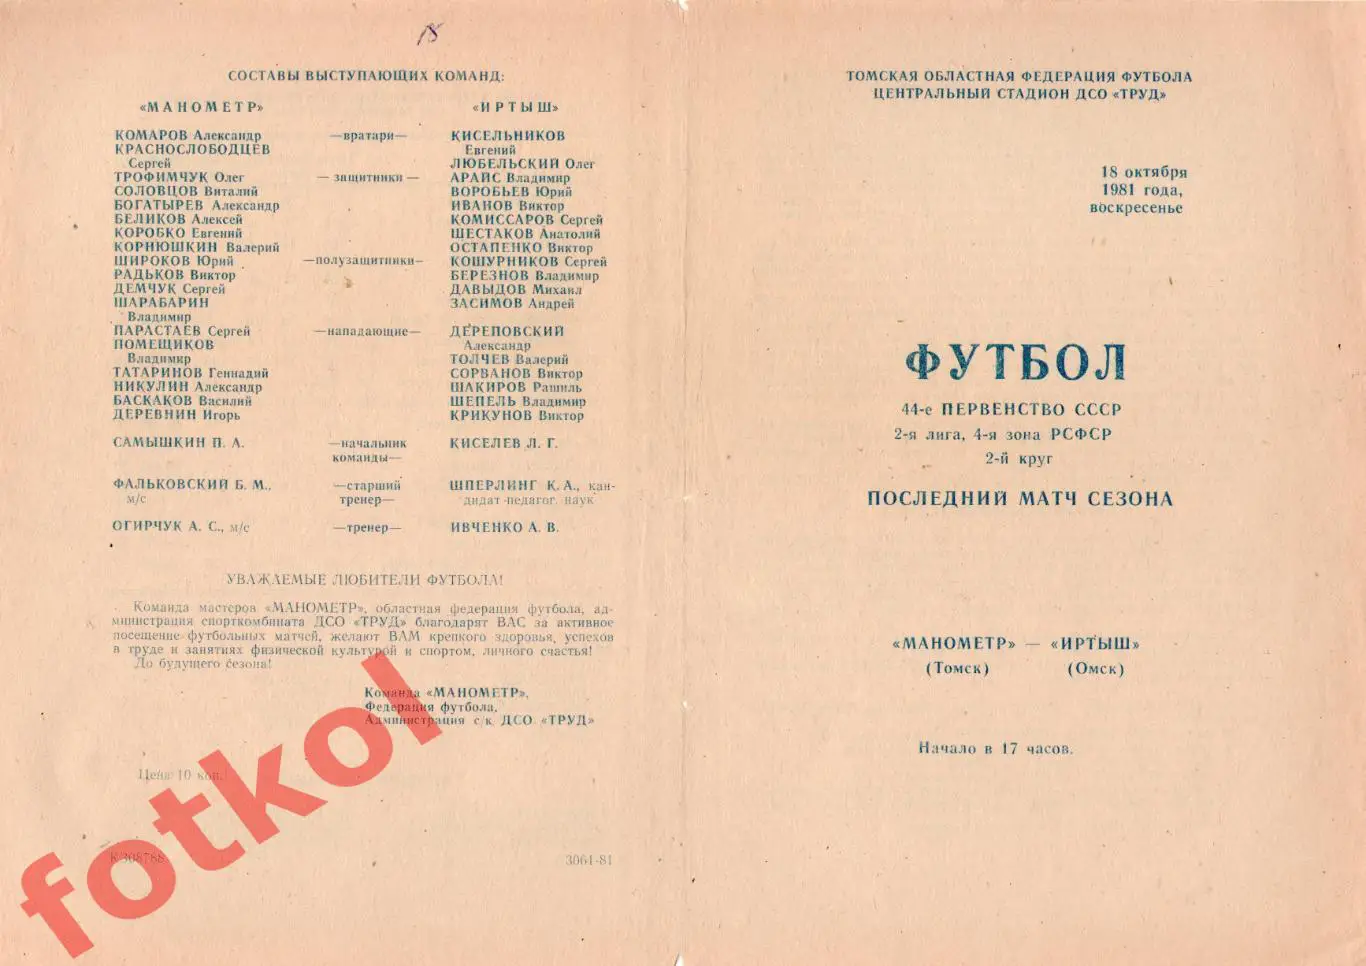 18
СОСТАВЫ ВЫСТУПАЮЩИХ КОМАНД:
«МАНОМЕТР» «ИРТЫШ»
КОМАРОВ Александр —вратари— КИСЕЛЬНИКОВ
КРАСНОСЛОБОДЦЕВ Евгений
Сергей ЛЮБЕЛЬСКИЙ Олег
ТРОФИМЧУК Олег —защитники— АРАЙС Владимир
СОЛОВЦОВ Виталий ВОРОБЬЕВ Юрий
БОГАТЫРЕВ Александр ИВАНОВ Виктор
БЕЛИКОВ Алексей КОМИССАРОВ Сергей
КОРОБКО Евгений ШЕСТАКОВ Анатолий
КОРНЮШКИН Валерий ОСТАПЕНКО Виктор
ШИРОКОВ Юрий —полузащитники— КОШУРНИКОВ Сергей
РАДЬКОВ Виктор БЕРЕЗНОВ Владимир
ДЕМЧУК Сергей ДАВЫДОВ Михаил
ШАРАБАРИН ЗАСИМОВ Андрей
Владимир
ПАРАСТАЕВ Сергей —нападающие— ДЕРЕПОВСКИЙ
ПОМЕЩИКОВ Александр
Владимир ТОЛЧЕВ Валерий
ТАТАРИНОВ Геннадий СОРВАНОВ Виктор
НИКУЛИН Александр ШАКИРОВ Рашиль
БАСКАКОВ Василий ШЕПЕЛЬ Владимир
ДЕРЕВНИН Игорь КРИКУНОВ Виктор
САМЫШКИН П. А. —начальник КИСЕЛЕВ Л. Г.
команды—
ФАЛЬКОВСКИЙ Б. М., —старший ШПЕРЛИНГ К. А., кан-
м/с тренер— дидат педагог. наук
ОГИРЧУК А. С., м/с —тренер— ИВЧЕНКО А. В.
УВАЖАЕМЫЕ ЛЮБИТЕЛИ ФУТБОЛА!
Команда мастеров «МАНОМЕТР», областная федерация футбола, ад-
министрация спорткомбината ДСО «ТРУД» благодарят ВАС за активное
посещение футбольных матчей, желают ВАМ крепкого здоровья, успехов
в труде и занятиях физической культурой и спортом, личного счастья!
До будущего сезона!
Команда «МАНОМЕТР»,
Федерация футбола,
Администрация с/к ДСО «ТРУД»
Цена 10 коп.
К 308788 3061-81
fotkol
ТОМСКАЯ ОБЛАСТНАЯ ФЕДЕРАЦИЯ ФУТБОЛА
ЦЕНТРАЛЬНЫЙ СТАДИОН ДСО «ТРУД»
18 октября
1981 года,
воскресенье
ФУТБОЛ
44-е ПЕРВЕНСТВО СССР
2-я лига, 4-я зона РСФСР
2-й круг
ПОСЛЕДНИЙ МАТЧ СЕЗОНА
«МАНОМЕТР» — «ИРТЫШ»
(Томск) (Омск)
Начало в 17 часов.